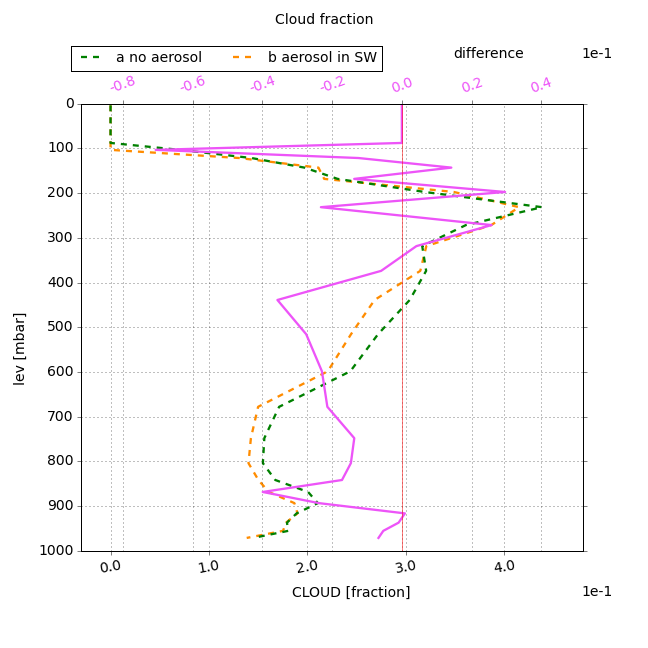 Cloud fraction
a no aerosol b aerosol in SW difference 1e-1
-0.8 -0.6 -0.4 -0.2 0.0 0.2 0.4
0
100
200
300
400
500
600
700
800
900
1000
lev [mbar]
0.0 1.0 2.0 3.0 4.0
CLOUD [fraction] 1e-1